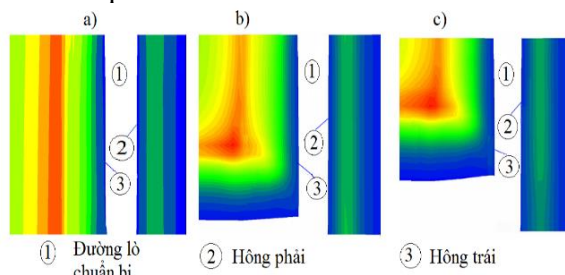 a) b) c)
1 1 1
2 2 2
3 3 3
1 Đường lò 2 Hông phải 3 Hông trái
chuẩn bị